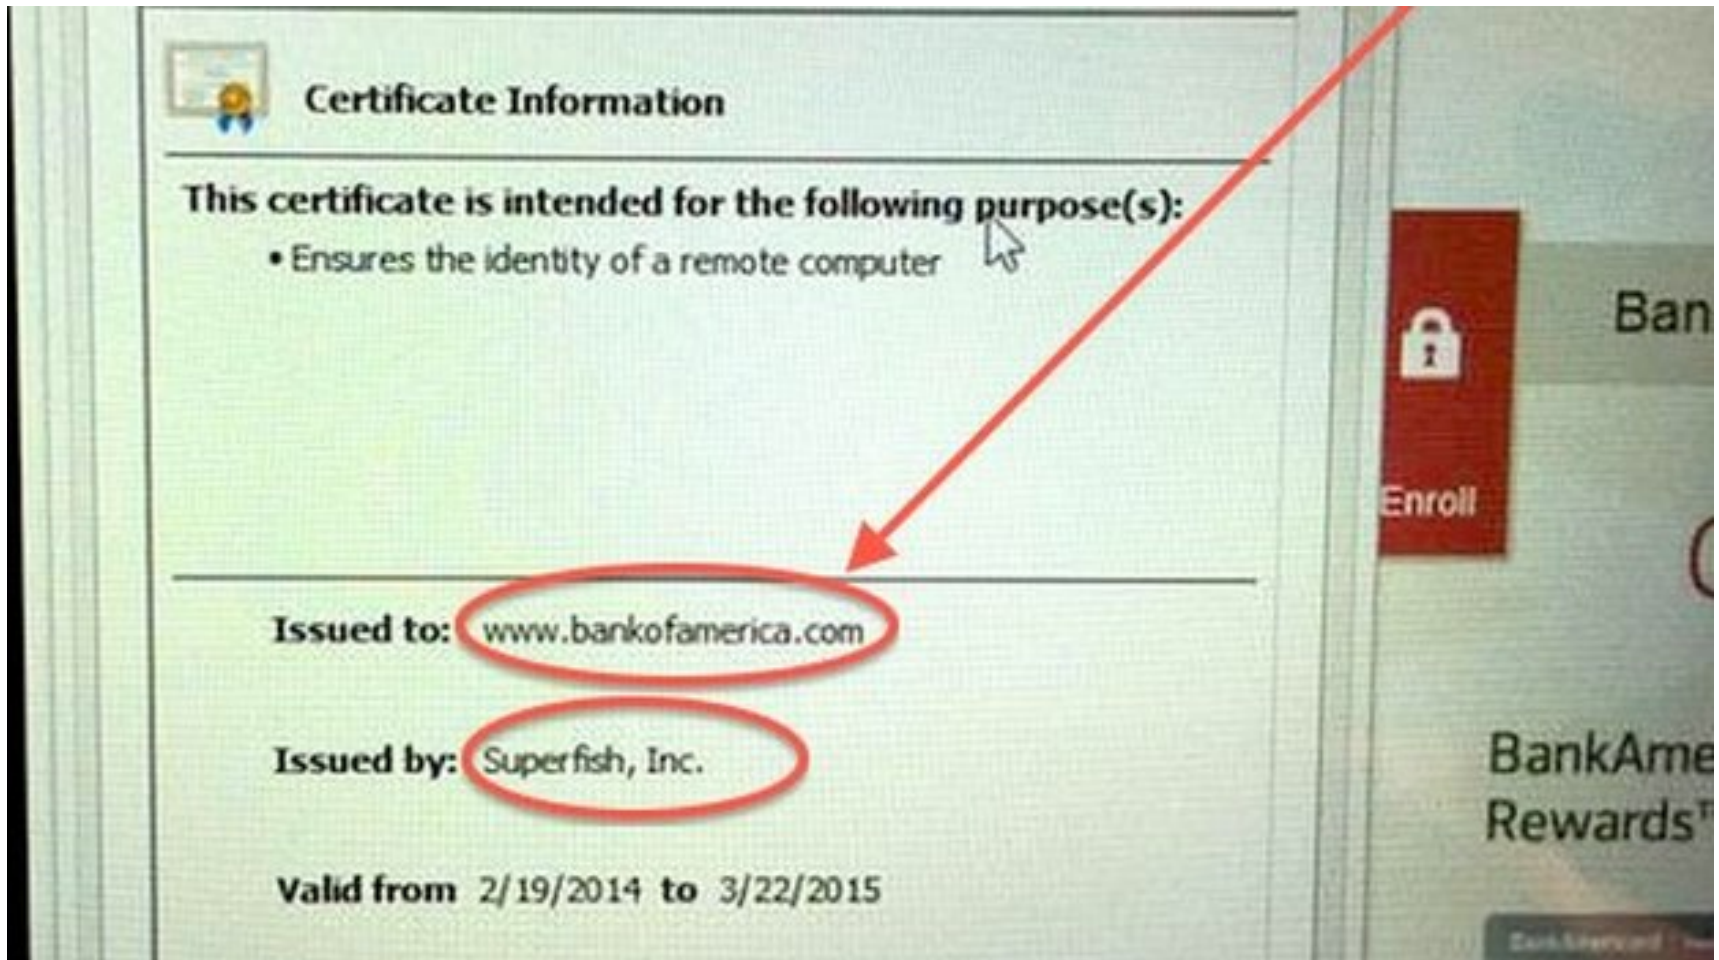 Certificate Information
This certificate is intended for the following purpose(s):
• Ensures the identity of a remote computer
Issued to: www.bankofamerica.com
Issued by: Superfish, Inc.
Valid from 2/19/2014 to 3/22/2015
Ban
Enroll
BankAme
Rewards™